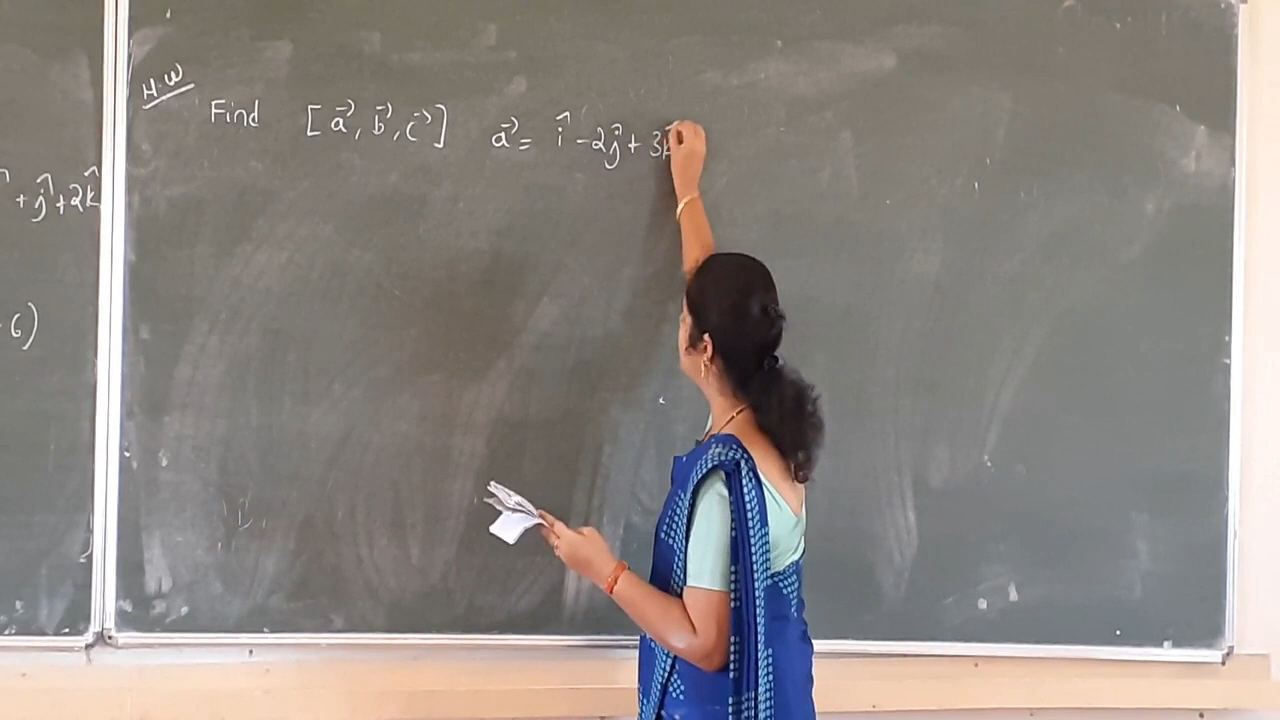 H.W
Find [a⃗, b⃗, c⃗] a⃗ = î - 2ĵ + 3k̂
+ ĵ + 2k̂
6)